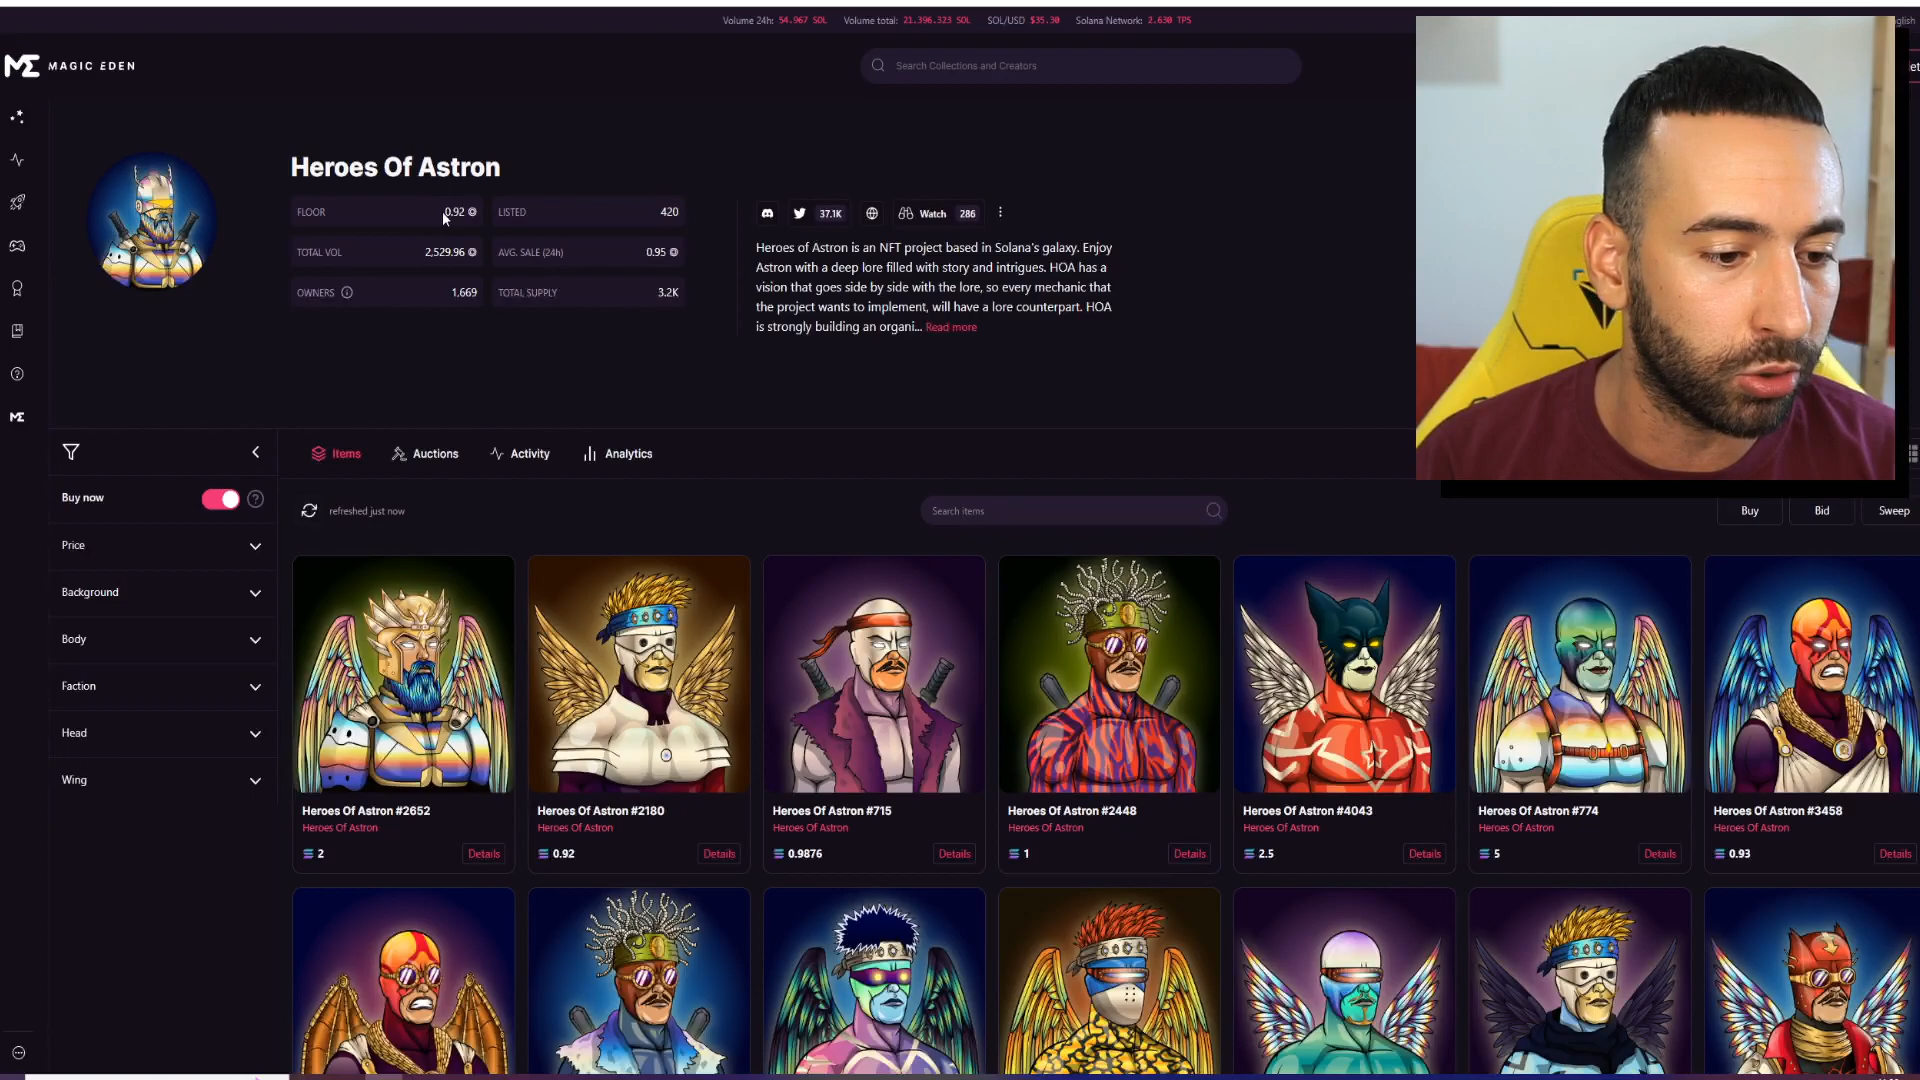 Volume 24h: 54.967 SOL Volume total: 21.396.323 SOL SOL/USD $35.30 Solana Network: 2.630 TPS
MAGIC EDEN
Search Collections and Creators
Heroes Of Astron
FLOOR 0.92
LISTED 420
37.1K
Watch 286
TOTAL VOL 2,529.96
AVG. SALE (24h) 0.95
OWNERS 1.669
TOTAL SUPPLY 3.2K
Heroes of Astron is an NFT project based in Solana's galaxy. Enjoy
Astron with a deep lore filled with story and intrigues. HOA has a
vision that goes side by side with the lore, so every mechanic that
the project wants to implement, will have a lore counterpart. HOA
is strongly building an organi... Read more
Items Auctions Activity Analytics
Buy now
Price
Background
Body
Faction
Head
Wing
refreshed just now
Search items
Buy Bid Sweep
Heroes Of Astron #2652
Heroes Of Astron
2 Details
Heroes Of Astron #2180
Heroes Of Astron
0.92 Details
Heroes Of Astron #715
Heroes Of Astron
0.9876 Details
Heroes Of Astron #2448
Heroes Of Astron
1 Details
Heroes Of Astron #4043
Heroes Of Astron
2.5 Details
Heroes Of Astron #774
Heroes Of Astron
5 Details
Heroes Of Astron #3458
Heroes Of Astron
0.93 Details